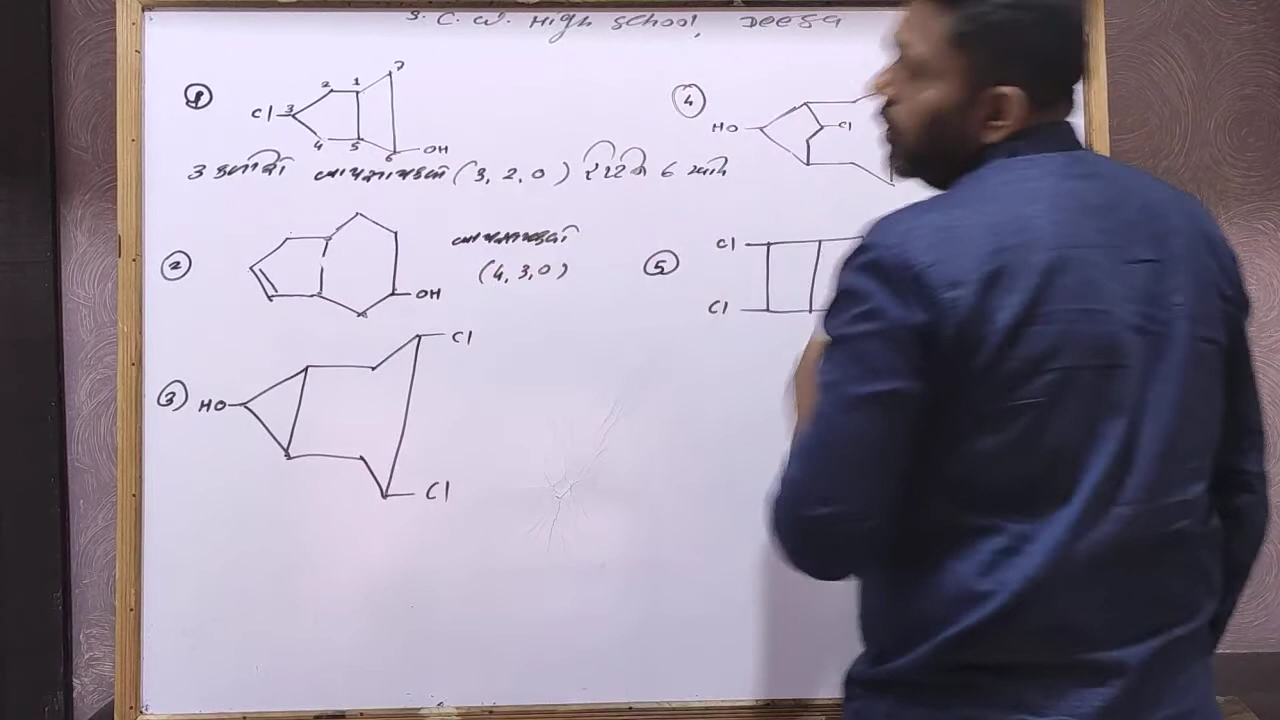 S. C. W. High School, Deesa
①
2 1 7
Cl 3
4 5 6 OH
3 ક્લોરો બાયસાયક્લો (3, 2, 0) હેપ્ટેન 6 ઓલ
②
OH
બાયસાયક્લો
(4, 3, 0)
③
Cl
HO
Cl
④
HO Cl
⑤
Cl
Cl